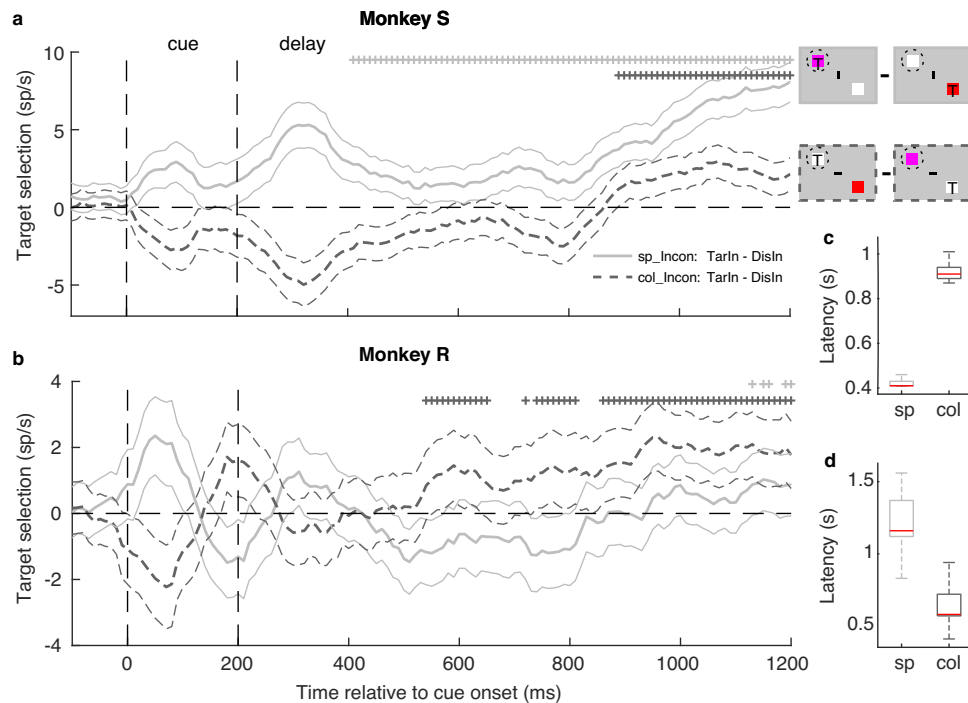 a
Monkey S
cue
delay
Target selection (sp/s)
10
5
0
-5
sp_Incon: TarIn - DisIn
col_Incon: TarIn - DisIn
T
-
T
T
-
T
c
Latency (s)
1
0.8
0.6
0.4
sp
col
b
Monkey R
Target selection (sp/s)
4
2
0
-2
-4
0
200
400
600
800
1000
1200
Time relative to cue onset (ms)
d
Latency (s)
1.5
1
0.5
sp
col